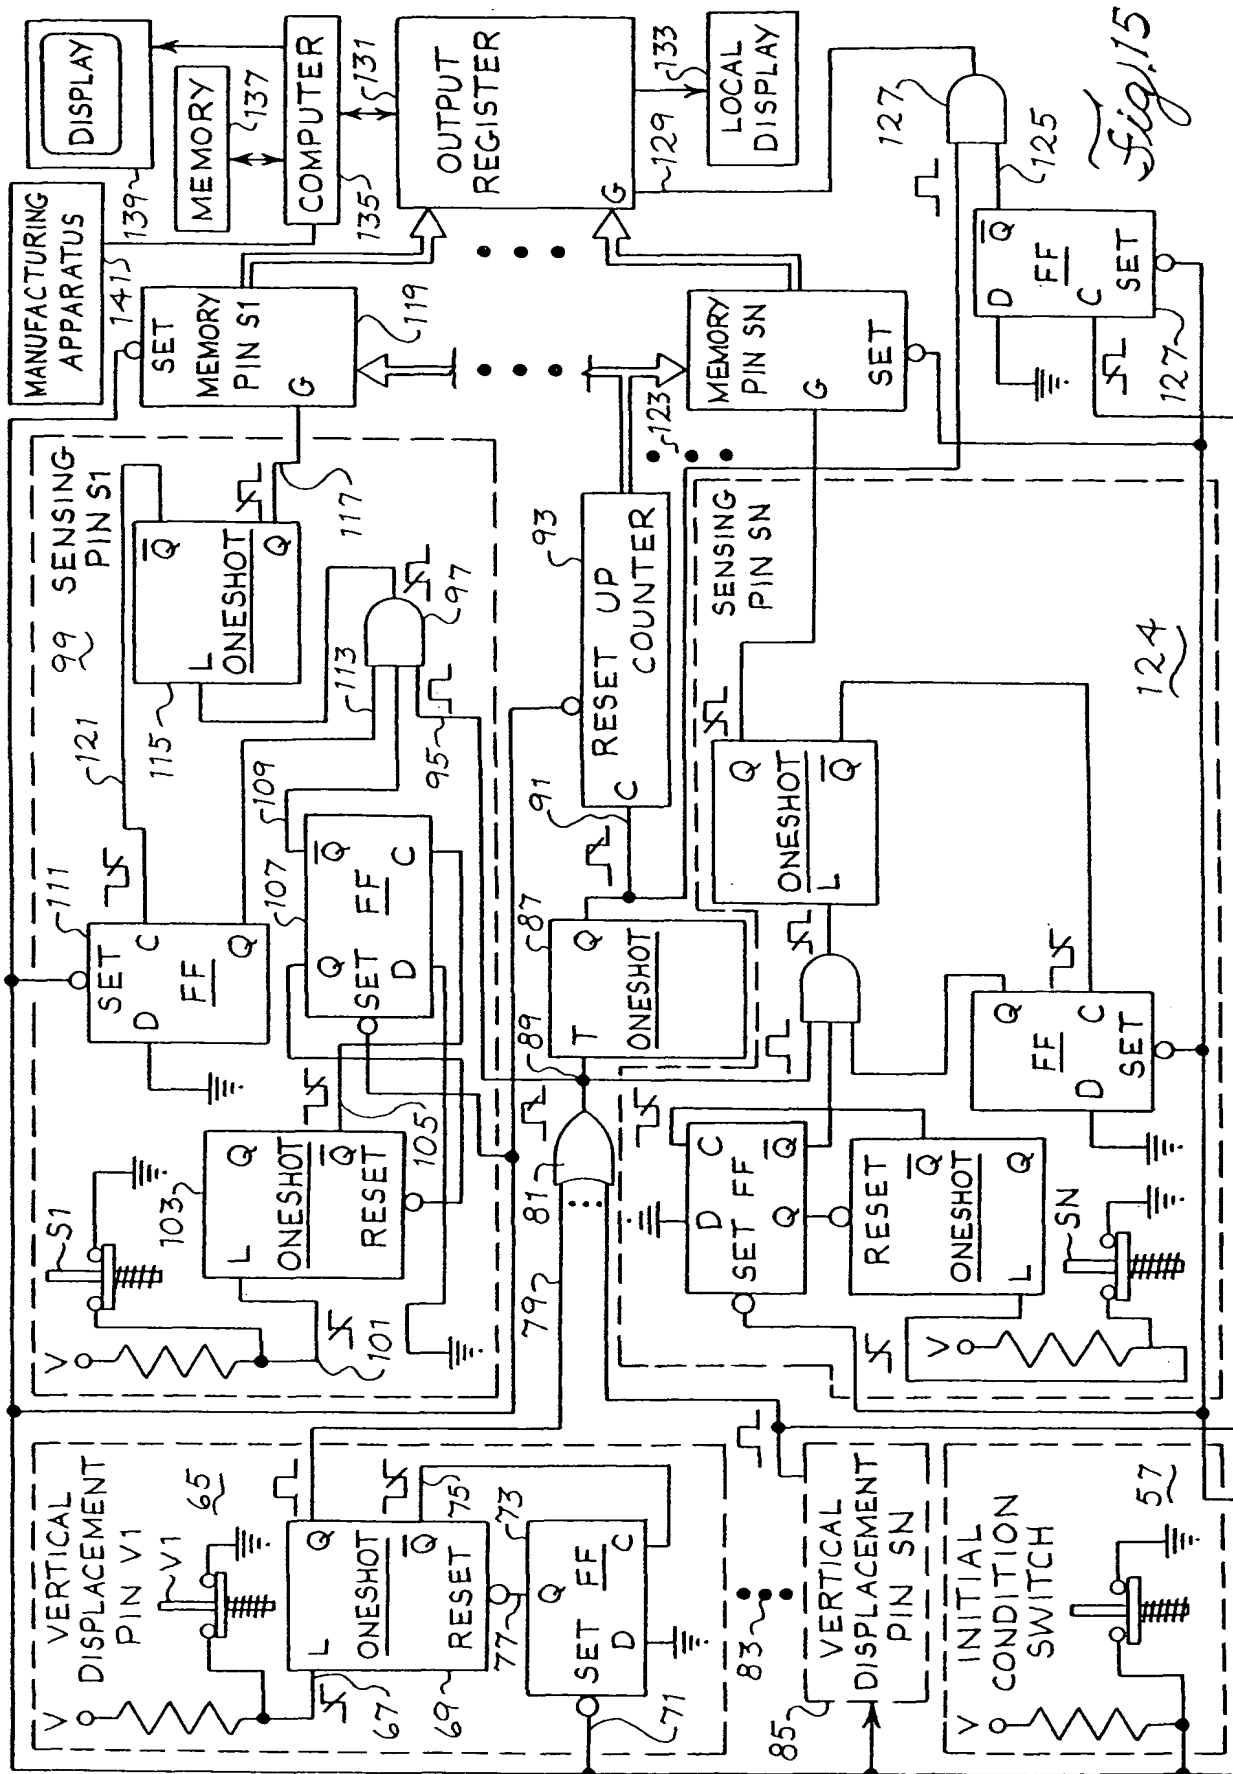 VERTICAL
DISPLACEMENT
PIN V1
V
V1
65
L
Q
ONESHOT
Q̅
RESET
67
69
75
77
73
Q
SET FF
D
C
71
83
85
VERTICAL
DISPLACEMENT
PIN SN
INITIAL
CONDITION
SWITCH
57
V
99
SENSING
PIN S1
V
S1
101
103
L
Q
ONESHOT
Q̅
RESET
105
107
Q
Q̅
SET FF
D
C
109
111
SET
D
C
FF
Q
113
95
97
115
L
Q̅
ONESHOT
Q
117
121
79
81
89
87
T
Q
ONESHOT
91
93
C
RESET UP
COUNTER
123
SENSING
PIN SN
124
D
C
SET FF
Q
Q̅
RESET
Q̅
ONESHOT
L
Q
V
SN
Q
FF
D
C
SET
Q
ONESHOT
L
Q̅
MANUFACTURING
APPARATUS
141
SET
MEMORY
PIN S1
G
119
MEMORY
PIN SN
G
SET
D
Q̅
FF
C
SET
127
125
127
DISPLAY
139
MEMORY
137
COMPUTER
135
131
OUTPUT
REGISTER
G
129
133
LOCAL
DISPLAY
Fig. 15